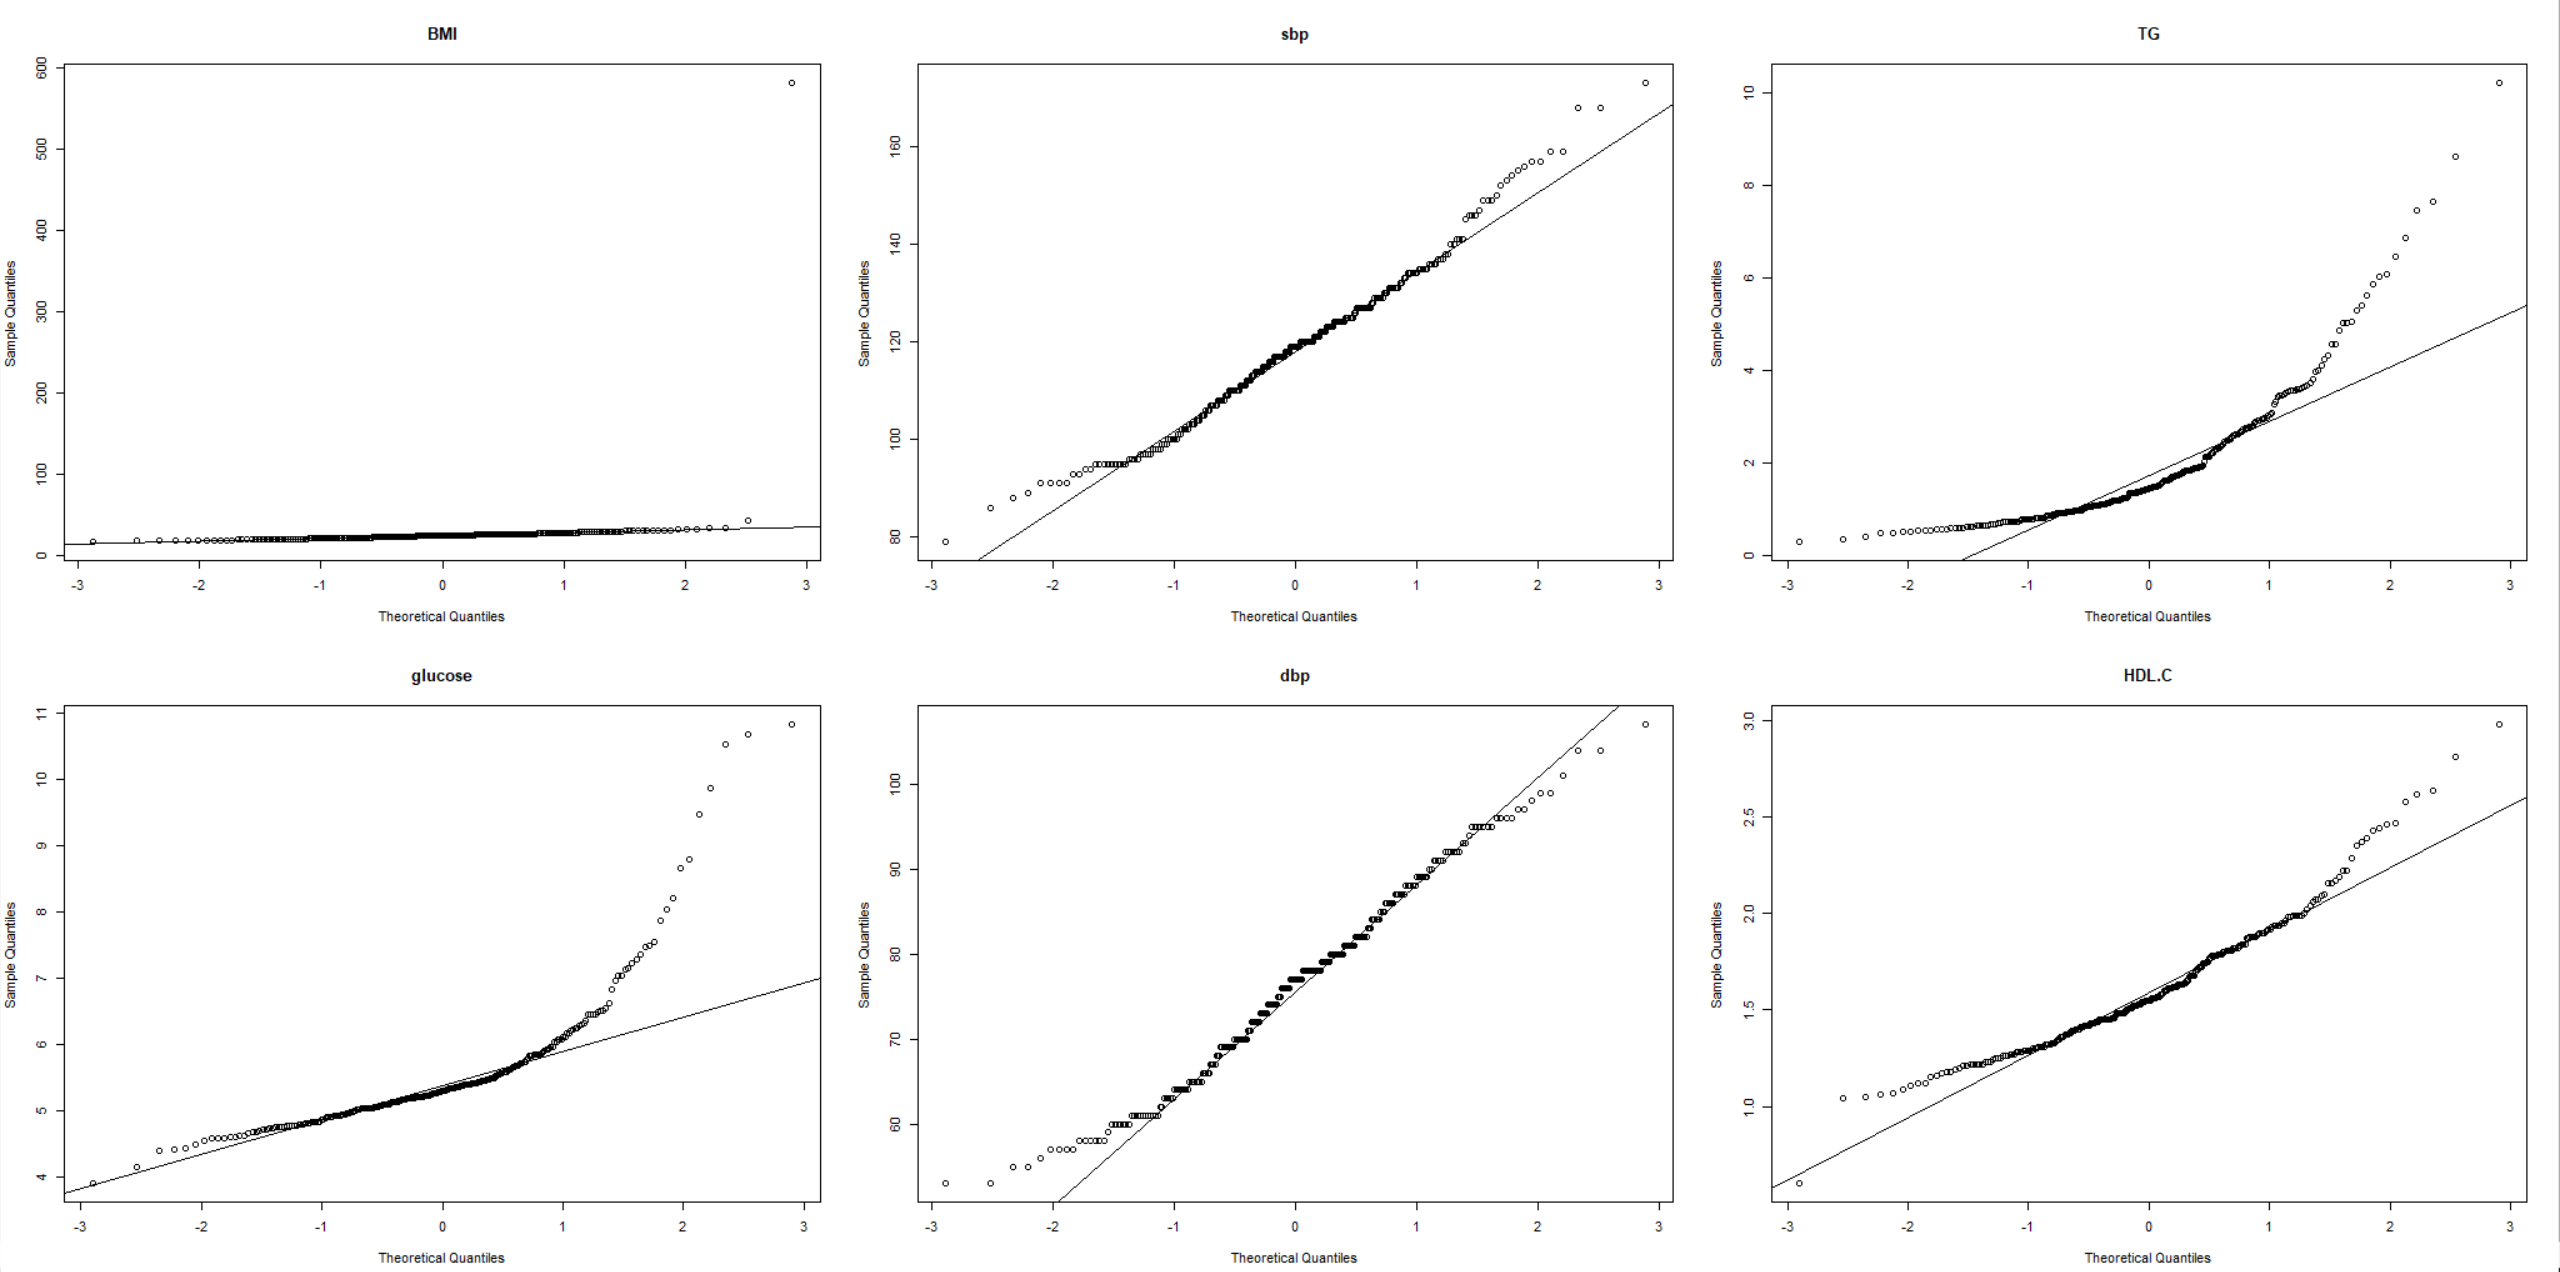 BMI
600
500
400
300
200
100
0
Sample Quantiles
-3 -2 -1 0 1 2 3
Theoretical Quantiles
sbp
160
140
120
100
80
Sample Quantiles
-3 -2 -1 0 1 2 3
Theoretical Quantiles
TG
10
8
6
4
2
0
Sample Quantiles
-3 -2 -1 0 1 2 3
Theoretical Quantiles
glucose
11
10
9
8
7
6
5
4
Sample Quantiles
-3 -2 -1 0 1 2 3
Theoretical Quantiles
dbp
100
90
80
70
60
Sample Quantiles
-3 -2 -1 0 1 2 3
Theoretical Quantiles
HDL.C
3.0
2.5
2.0
1.5
1.0
Sample Quantiles
-3 -2 -1 0 1 2 3
Theoretical Quantiles